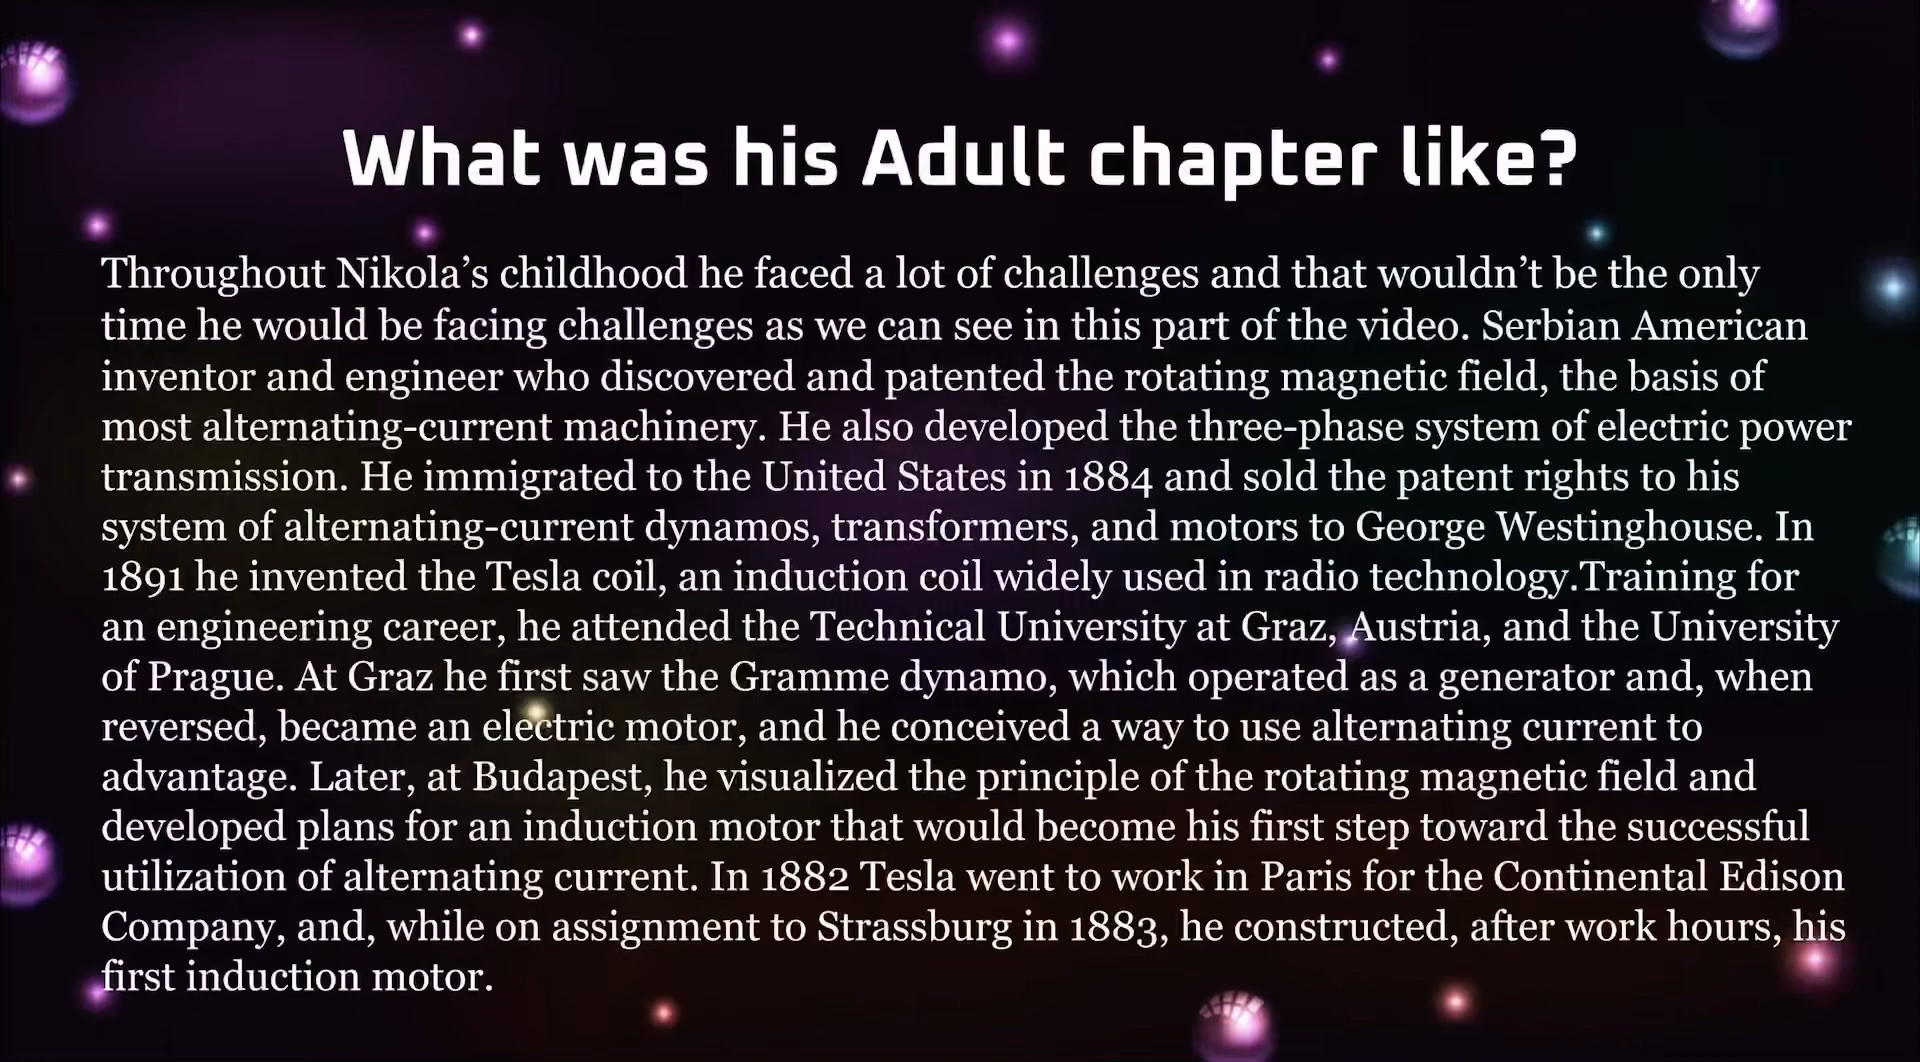 What was his Adult chapter like?
Throughout Nikola’s childhood he faced a lot of challenges and that wouldn’t be the only
time he would be facing challenges as we can see in this part of the video. Serbian American
inventor and engineer who discovered and patented the rotating magnetic field, the basis of
most alternating-current machinery. He also developed the three-phase system of electric power
transmission. He immigrated to the United States in 1884 and sold the patent rights to his
system of alternating-current dynamos, transformers, and motors to George Westinghouse. In
1891 he invented the Tesla coil, an induction coil widely used in radio technology.Training for
an engineering career, he attended the Technical University at Graz, Austria, and the University
of Prague. At Graz he first saw the Gramme dynamo, which operated as a generator and, when
reversed, became an electric motor, and he conceived a way to use alternating current to
advantage. Later, at Budapest, he visualized the principle of the rotating magnetic field and
developed plans for an induction motor that would become his first step toward the successful
utilization of alternating current. In 1882 Tesla went to work in Paris for the Continental Edison
Company, and, while on assignment to Strassburg in 1883, he constructed, after work hours, his
first induction motor.